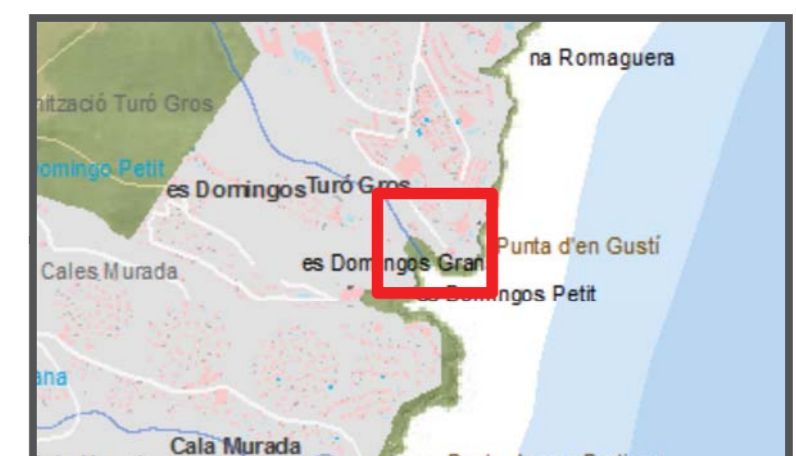 na Romaguera
Turó Gros
Petit
es Domingos
Turó Gros
Punta d'en Gustí
es Domingos Gran
Cales Murada
Domingos Petit
Cala Murada